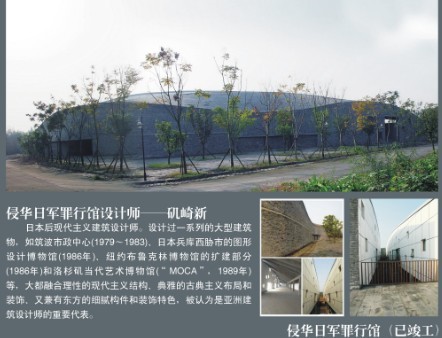 侵华日军罪行馆设计师——矶崎新
日本后现代主义建筑设计师。设计过一系列的大型建筑
物，如筑波市政中心(1979～1983)、日本兵库西胁市的图形
设计博物馆(1986年)、纽约布鲁克林博物馆的扩建部分
(1986年)和洛杉矶当代艺术博物馆(“MOCA”，1989年)
等，大都融合理性的现代主义结构、典雅的古典主义布局和
装饰，又兼有东方的细腻构件和装饰特色，被认为是亚洲建
筑设计师的重要代表。
侵华日军罪行馆（已竣工）